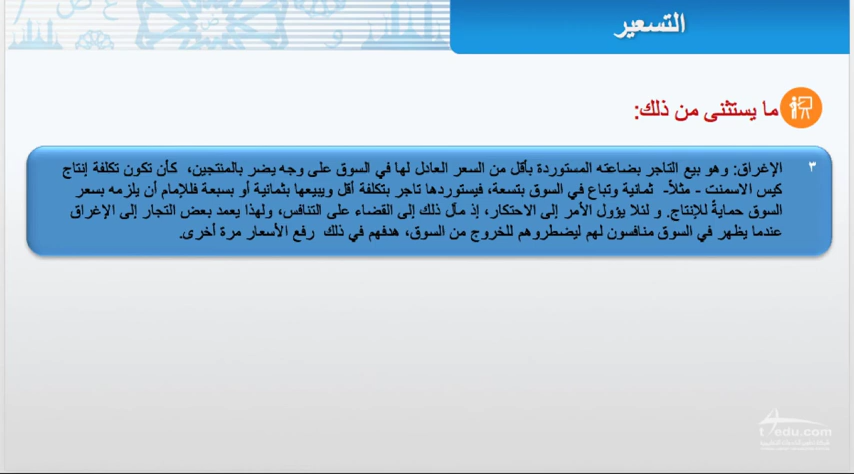 التسعير
ما يستثنى من ذلك:
٣ الإغراق: وهو بيع التاجر بضاعته المستوردة بأقل من السعر العادل لها في السوق على وجه يضر بالمنتجين، كأن تكون تكلفة إنتاج
كيس الاسمنت - مثلاً- ثمانية وتباع في السوق بتسعة، فيستوردها تاجر بتكلفة أقل ويبيعها بثمانية أو بسبعة فللإمام أن يلزمه بسعر
السوق حمايةً للإنتاج. و لئلا يؤول الأمر إلى الاحتكار، إذ مآل ذلك إلى القضاء على التنافس، ولهذا يعمد بعض التجار إلى الإغراق
عندما يظهر في السوق منافسون لهم ليضطروهم للخروج من السوق، هدفهم في ذلك رفع الأسعار مرة أخرى.
t4edu.com